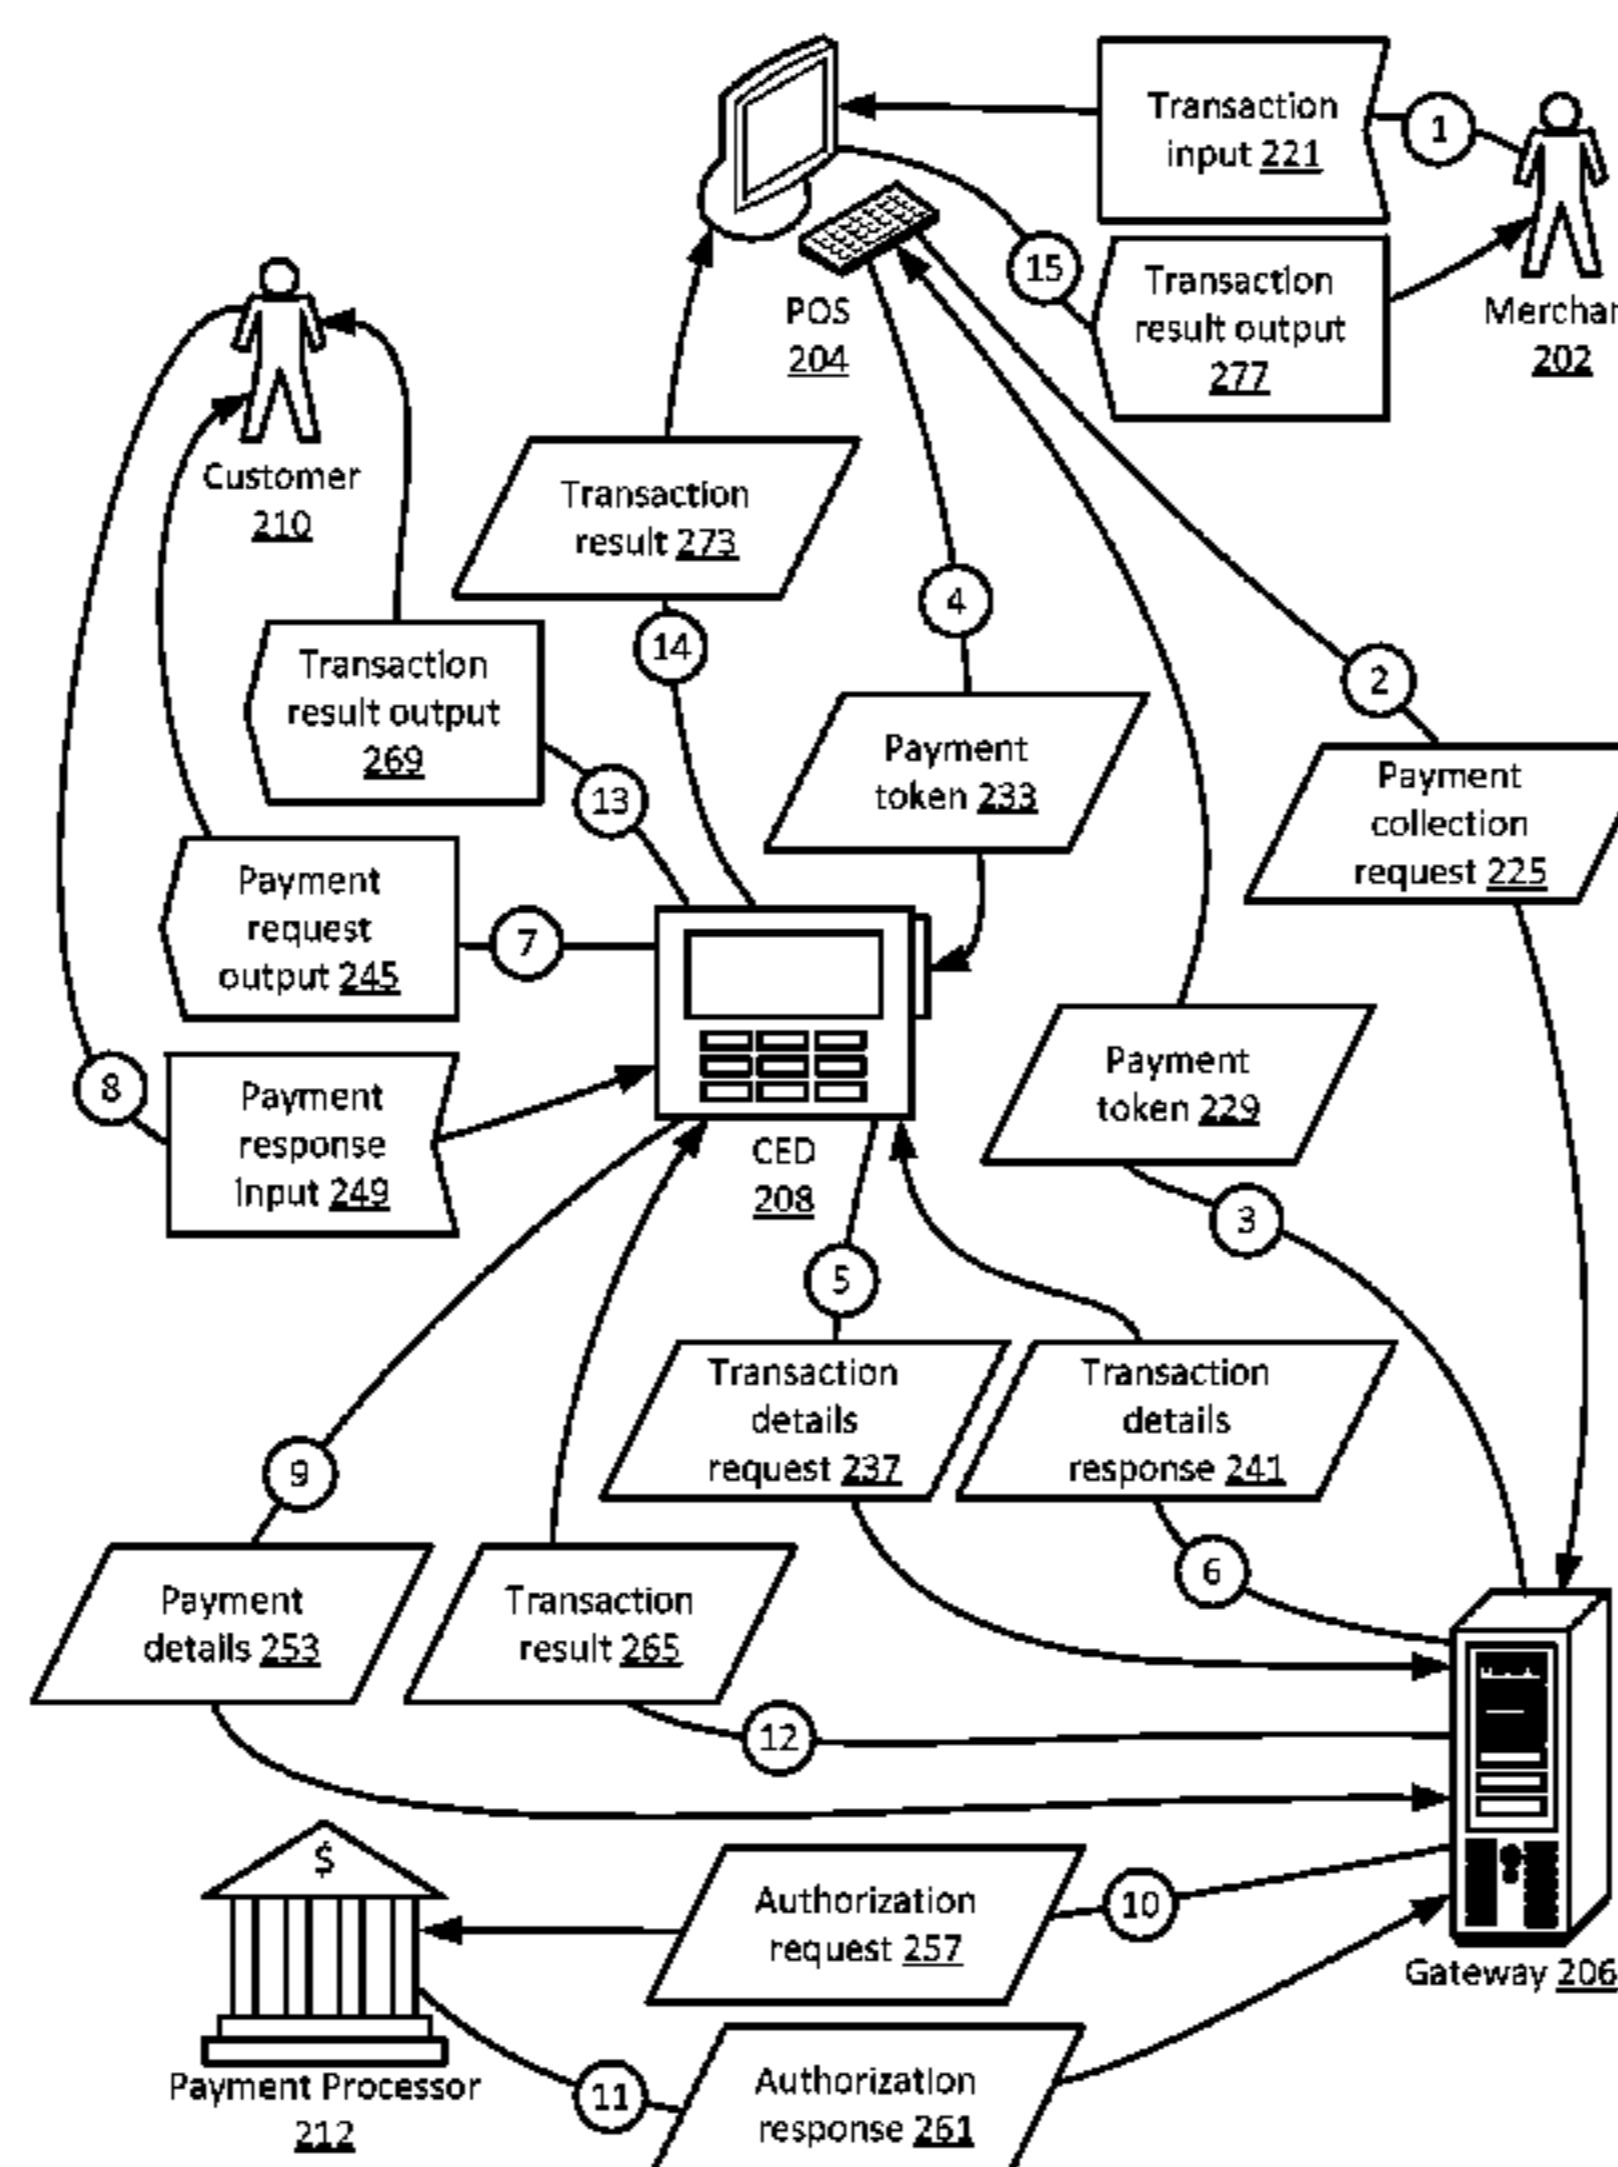 Transaction
input 221
1
15
Transaction
result output
277
Merchan
202
POS
204
Customer
210
Transaction
result 273
4
14
2
Transaction
result output
269
Payment
token 233
Payment
collection
request 225
13
Payment
request
output 245
7
8
Payment
response
input 249
CED
208
Payment
token 229
3
5
Transaction
details
request 237
Transaction
details
response 241
9
6
Payment
details 253
Transaction
result 265
12
$
Authorization
request 257
10
Gateway 206
Payment Processor
212
11
Authorization
response 261